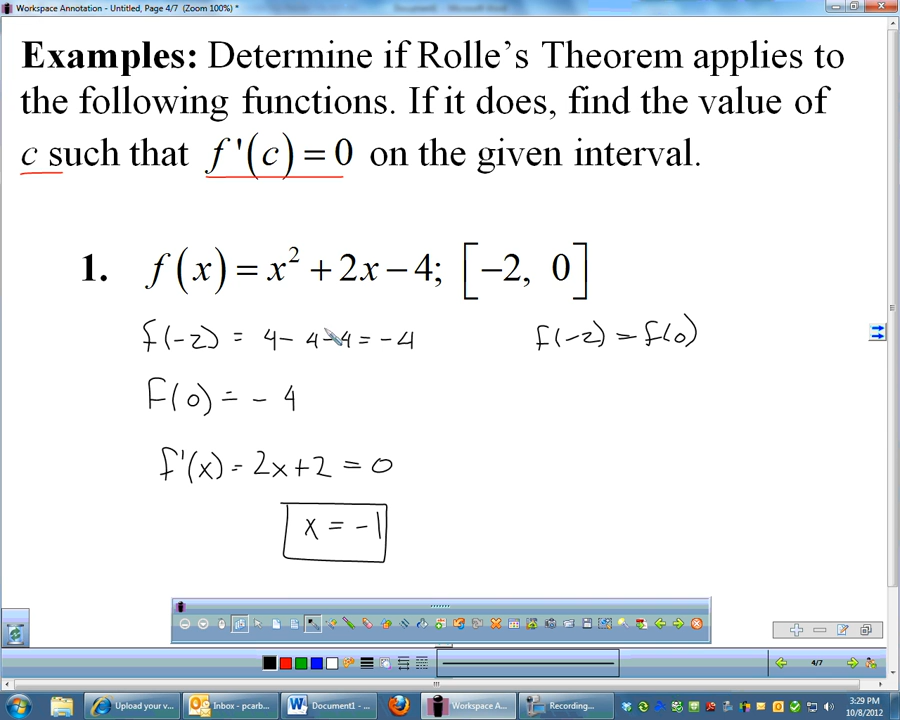 Workspace Annotation - Untitled, Page 4/7 (Zoom 100%) *
Examples: Determine if Rolle's Theorem applies to
the following functions. If it does, find the value of
c such that f'(c) = 0 on the given interval.
1. f(x) = x² + 2x − 4; [−2, 0]
f(-2) = 4 - 4 - 4 = -4
f(-2) = f(0)
f(0) = - 4
f'(x) = 2x+2 = 0
x = -1
4/7
Upload your v...
Inbox - pcarb...
Document1 - ...
Workspace A...
Recording...
3:29 PM
10/8/2012